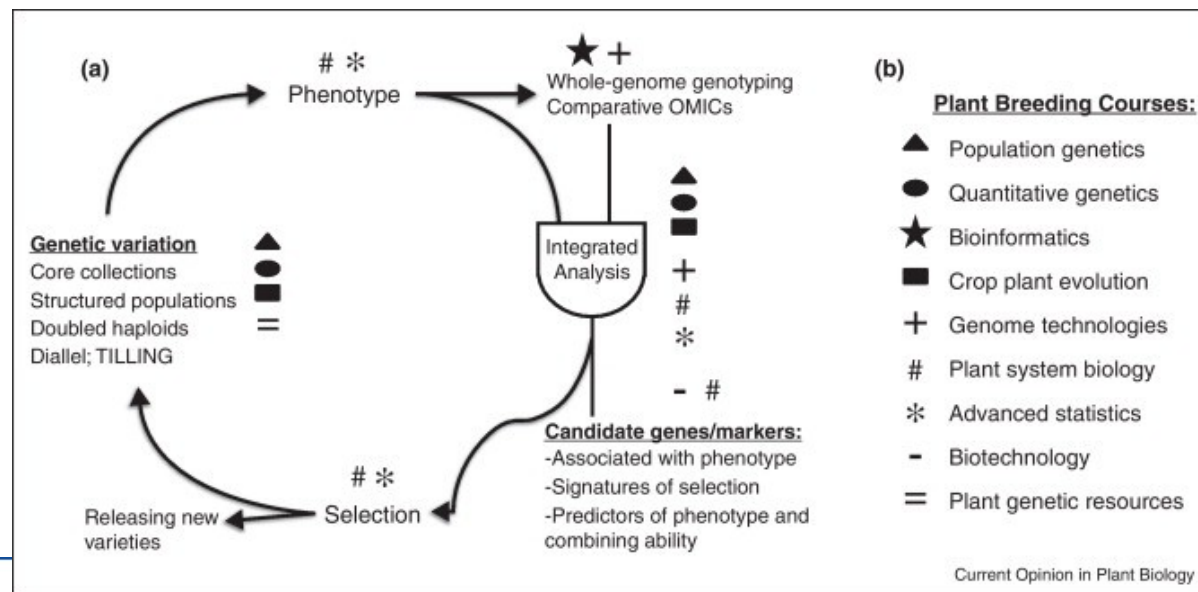 (a)
# *
Phenotype
★ +
Whole-genome genotyping
Comparative OMICs
Genetic variation ▲
Core collections ●
Structured populations ■
Doubled haploids =
Diallel; TILLING
Integrated
Analysis
▲
●
■
+
#
*
- #
Candidate genes/markers:
-Associated with phenotype
-Signatures of selection
-Predictors of phenotype and
combining ability
# *
Selection
Releasing new
varieties
(b)
Plant Breeding Courses:
▲ Population genetics
● Quantitative genetics
★ Bioinformatics
■ Crop plant evolution
+ Genome technologies
# Plant system biology
* Advanced statistics
- Biotechnology
= Plant genetic resources
Current Opinion in Plant Biology